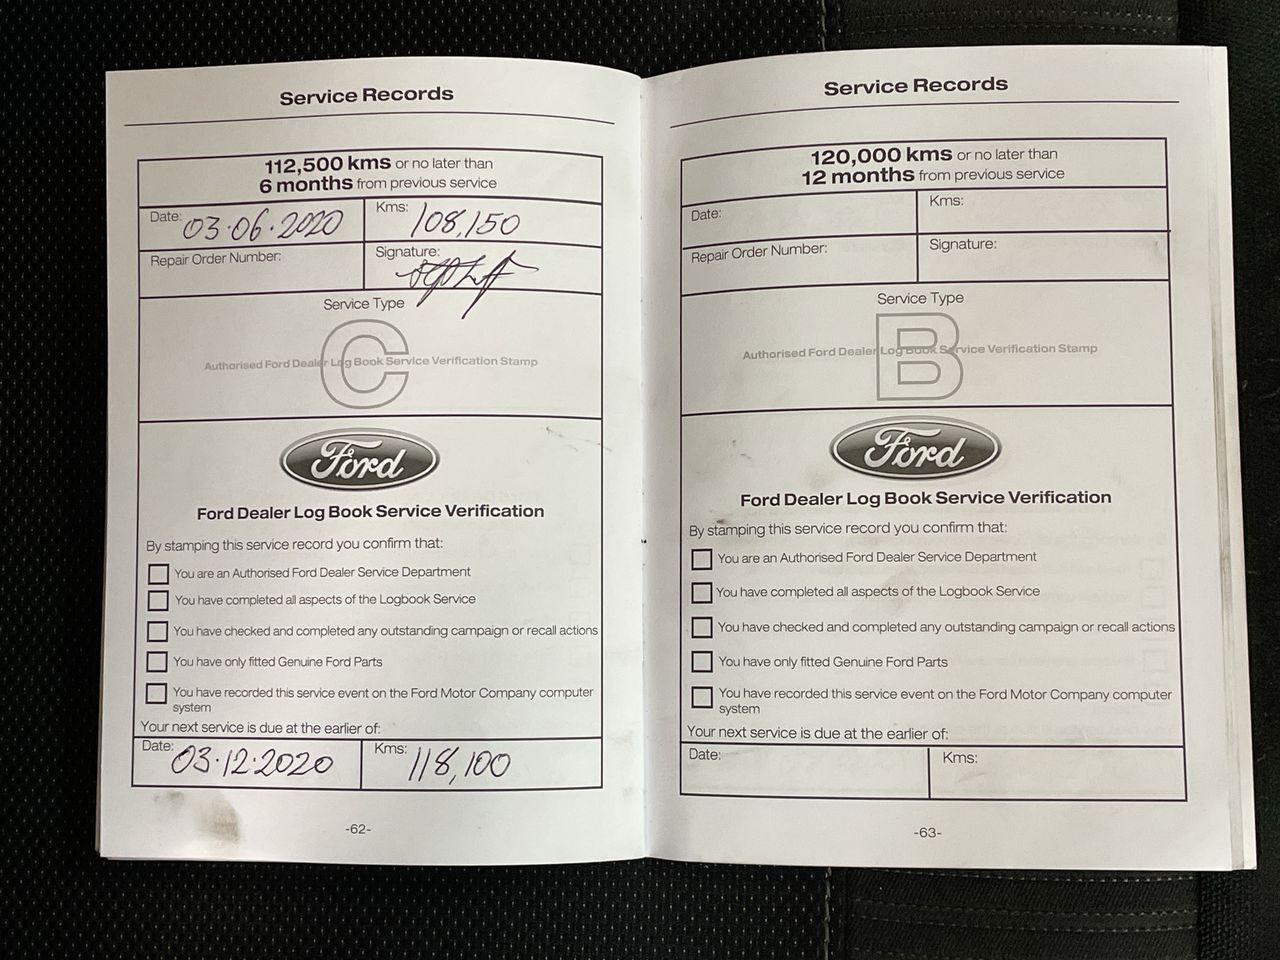 Service Records
112,500 kms or no later than
6 months from previous service
Date: 03.06.2020 Kms: 108,150
Repair Order Number: Signature:
Service Type
C
Authorised Ford Dealer Log Book Service Verification Stamp
Ford
Ford Dealer Log Book Service Verification
By stamping this service record you confirm that:
You are an Authorised Ford Dealer Service Department
You have completed all aspects of the Logbook Service
You have checked and completed any outstanding campaign or recall actions
You have only fitted Genuine Ford Parts
You have recorded this service event on the Ford Motor Company computer
system
Your next service is due at the earlier of:
Date: 03.12.2020 Kms: 118,100
-62-
Service Records
120,000 kms or no later than
12 months from previous service
Date: Kms:
Repair Order Number: Signature:
Service Type
B
Authorised Ford Dealer Log Book Service Verification Stamp
Ford
Ford Dealer Log Book Service Verification
By stamping this service record you confirm that:
You are an Authorised Ford Dealer Service Department
You have completed all aspects of the Logbook Service
You have checked and completed any outstanding campaign or recall actions
You have only fitted Genuine Ford Parts
You have recorded this service event on the Ford Motor Company computer
system
Your next service is due at the earlier of:
Date: Kms:
-63-